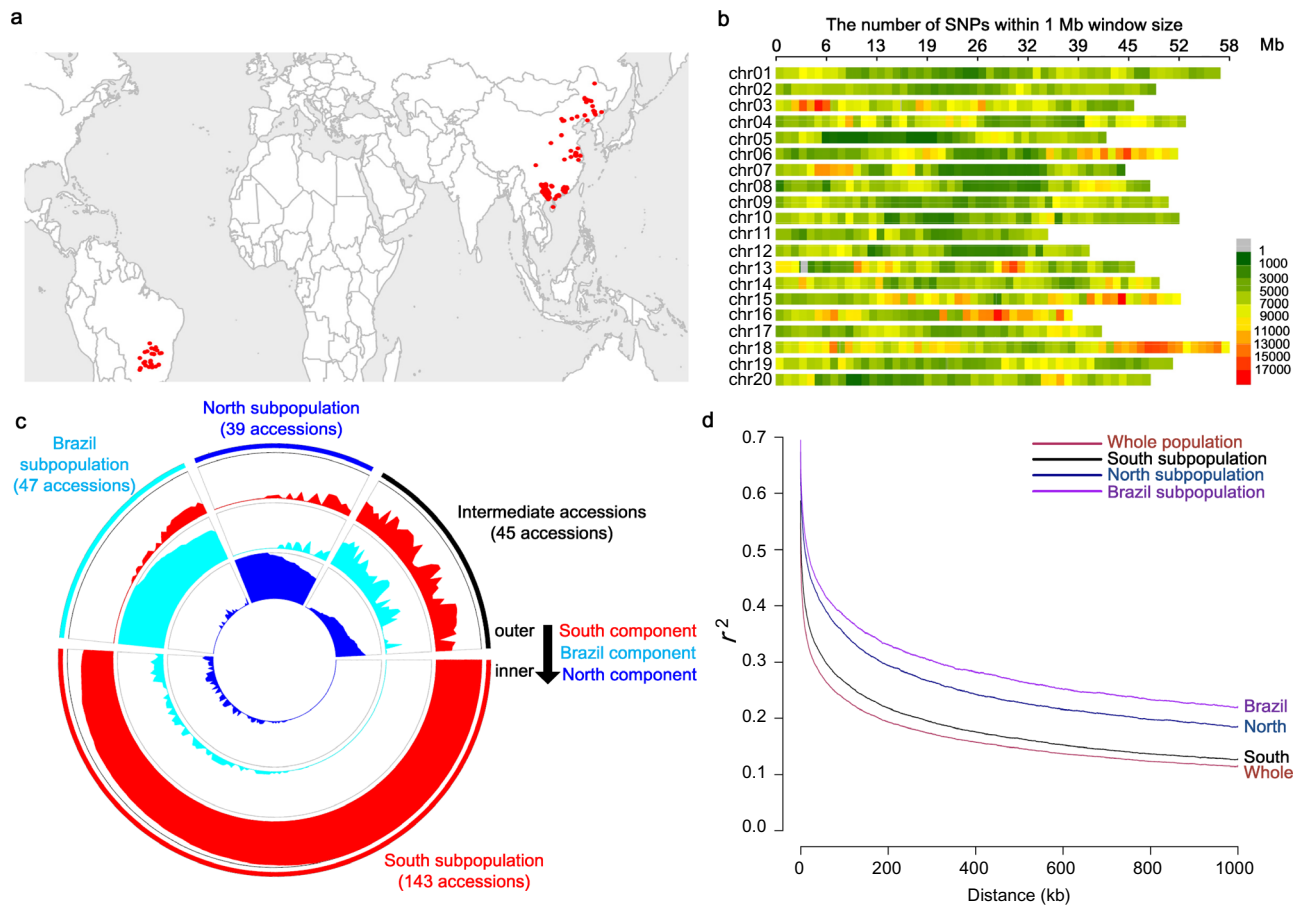 a
b
The number of SNPs within 1 Mb window size
0 6 13 19 26 32 39 45 52 58 Mb
chr01
chr02
chr03
chr04
chr05
chr06
chr07
chr08
chr09
chr10
chr11
chr12
chr13
chr14
chr15
chr16
chr17
chr18
chr19
chr20
1
1000
3000
5000
7000
9000
11000
13000
15000
17000
c
North subpopulation
(39 accessions)
Brazil
subpopulation
(47 accessions)
Intermediate accessions
(45 accessions)
outer
inner
South component
Brazil component
North component
South subpopulation
(143 accessions)
d
r²
0.7
0.6
0.5
0.4
0.3
0.2
0.1
0.0
Whole population
South subpopulation
North subpopulation
Brazil subpopulation
Brazil
North
South
Whole
0 200 400 600 800 1000
Distance (kb)